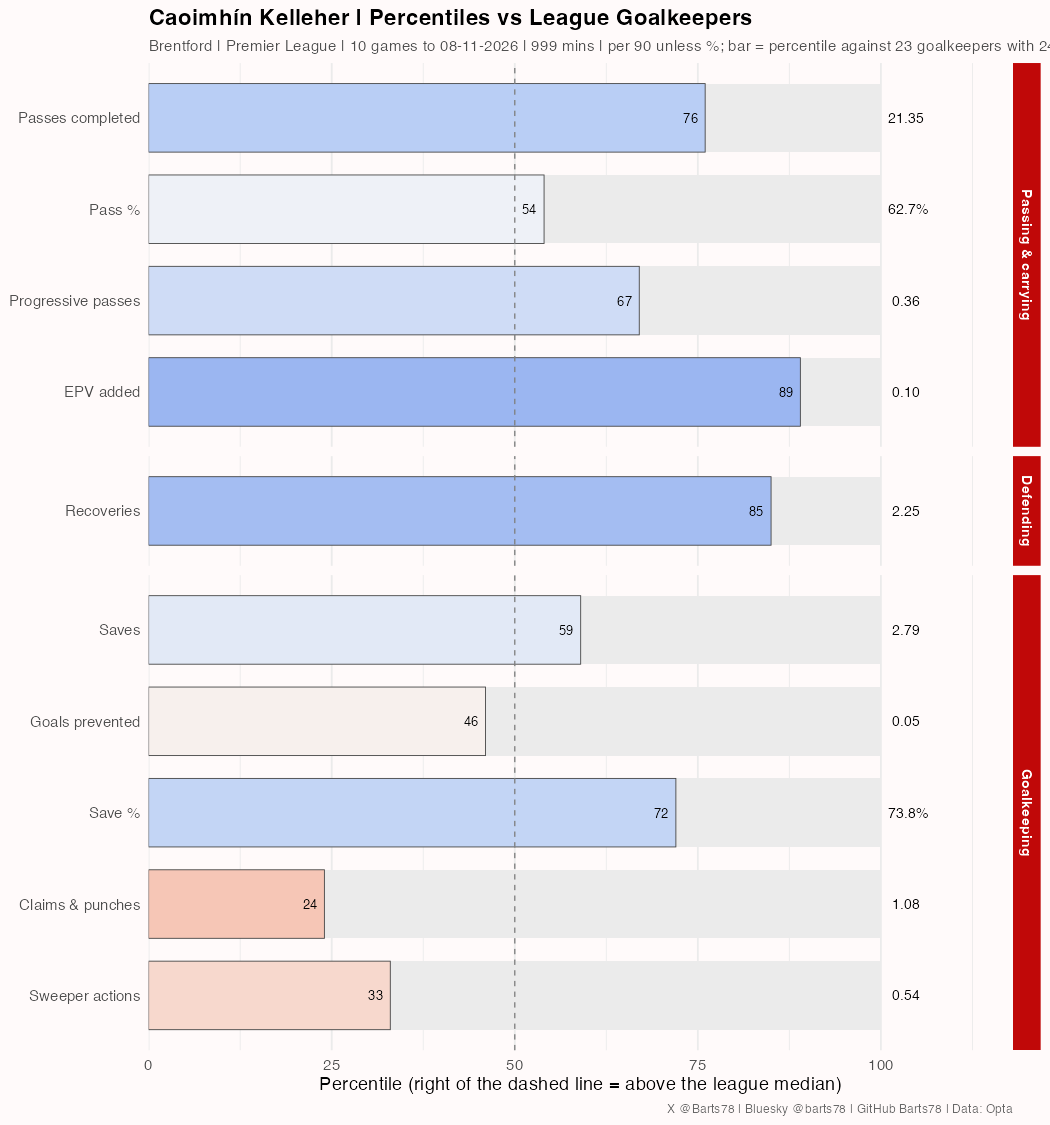 Caoimhín Kelleher | Percentiles vs League Goalkeepers
Brentford | Premier League | 10 games to 08-11-2026 | 999 mins | per 90 unless %; bar = percentile against 23 goalkeepers with
Passes completed 76 21.35
Pass % 54 62.7%
Progressive passes 67 0.36
EPV added 89 0.10
Passing & carrying
Recoveries 85 2.25
Defending
Saves 59 2.79
Goals prevented 46 0.05
Save % 72 73.8%
Claims & punches 24 1.08
Sweeper actions 33 0.54
Goalkeeping
0 25 50 75 100
Percentile (right of the dashed line = above the league median)
X @Barts78 | Bluesky @barts78 | GitHub Barts78 | Data: Opta